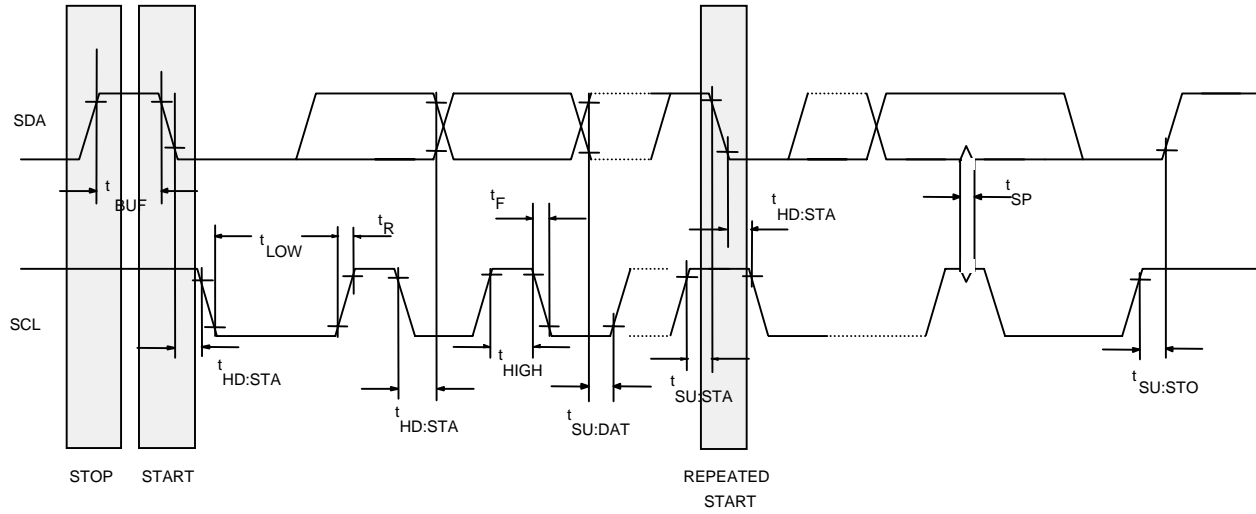 SDA
t BUF
t F
t HD:STA
t SP
t R
t LOW
SCL
t HD:STA
t HIGH
t SU:STA
t SU:STO
t HD:STA
t SU:DAT
STOP
START
REPEATED
START